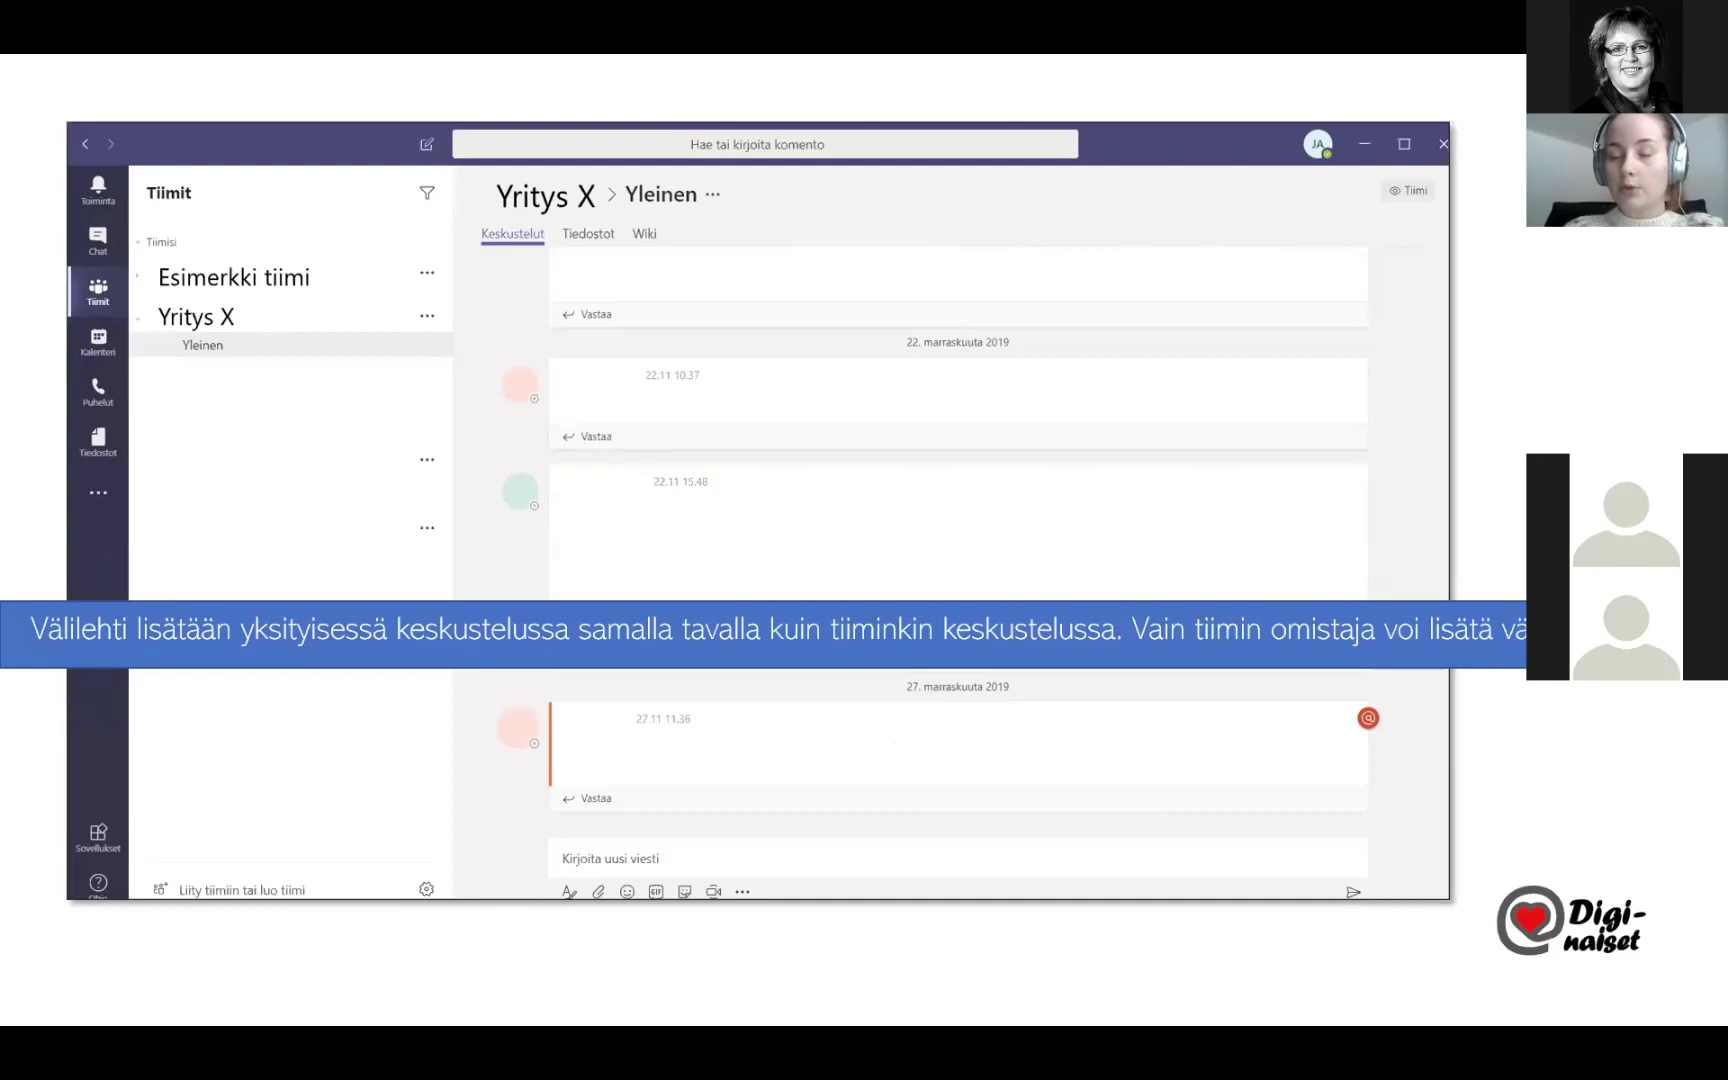 Hae tai kirjoita komento
JA
Toiminta
Chat
Tiimit
Kalenteri
Puhelut
Tiedostot
Sovellukset
Tiimit
Tiimisi
Esimerkki tiimi
Yritys X
Yleinen
Liity tiimiin tai luo tiimi
Yritys X > Yleinen ...
Tiimi
Keskustelut Tiedostot Wiki
Vastaa
22. marraskuuta 2019
22.11 10.37
Vastaa
22.11 15.48
Välilehti lisätään yksityisessä keskustelussa samalla tavalla kuin tiiminkin keskustelussa. Vain tiimin omistaja voi lisätä vä
27. marraskuuta 2019
27.11 11.36
@
Vastaa
Kirjoita uusi viesti
GIF
Digi-
naiset